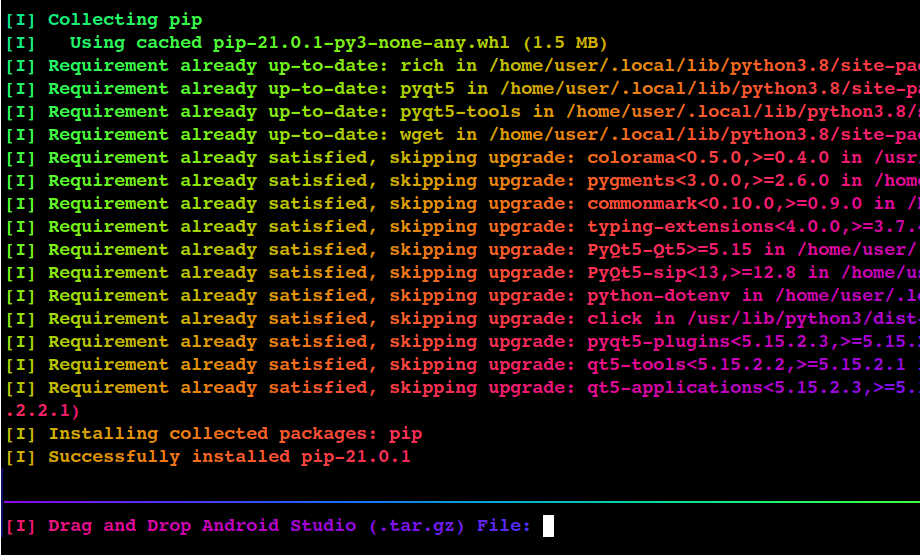 [I] Collecting pip
[I]   Using cached pip-21.0.1-py3-none-any.whl (1.5 MB)
[I] Requirement already up-to-date: rich in /home/user/.local/lib/python3.8/site-pa
[I] Requirement already up-to-date: pyqt5 in /home/user/.local/lib/python3.8/site-p
[I] Requirement already up-to-date: pyqt5-tools in /home/user/.local/lib/python3.8/
[I] Requirement already up-to-date: wget in /home/user/.local/lib/python3.8/site-pa
[I] Requirement already satisfied, skipping upgrade: colorama<0.5.0,>=0.4.0 in /usr
[I] Requirement already satisfied, skipping upgrade: pygments<3.0.0,>=2.6.0 in /hom
[I] Requirement already satisfied, skipping upgrade: commonmark<0.10.0,>=0.9.0 in /
[I] Requirement already satisfied, skipping upgrade: typing-extensions<4.0.0,>=3.7.
[I] Requirement already satisfied, skipping upgrade: PyQt5-Qt5>=5.15 in /home/user/
[I] Requirement already satisfied, skipping upgrade: PyQt5-sip<13,>=12.8 in /home/u
[I] Requirement already satisfied, skipping upgrade: python-dotenv in /home/user/.l
[I] Requirement already satisfied, skipping upgrade: click in /usr/lib/python3/dist-
[I] Requirement already satisfied, skipping upgrade: pyqt5-plugins<5.15.2.3,>=5.15.
[I] Requirement already satisfied, skipping upgrade: qt5-tools<5.15.2.2,>=5.15.2.1
[I] Requirement already satisfied, skipping upgrade: qt5-applications<5.15.2.3,>=5.
.2.2.1)
[I] Installing collected packages: pip
[I] Successfully installed pip-21.0.1
[I] Drag and Drop Android Studio (.tar.gz) File: